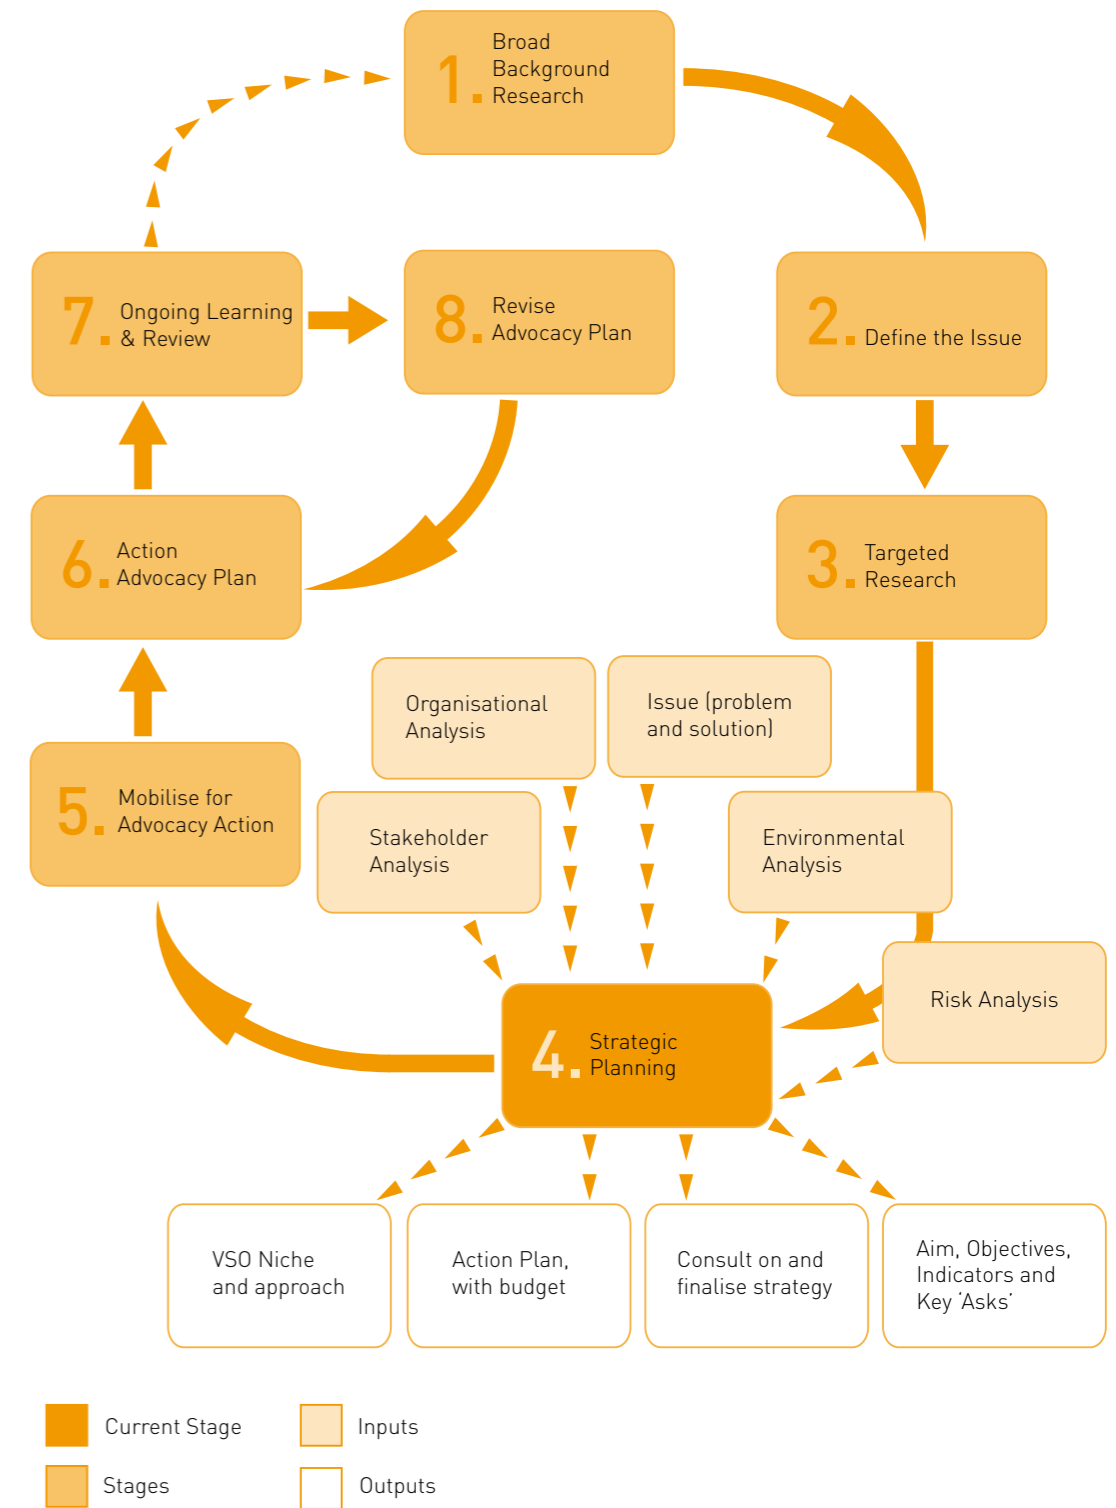 1. Broad
Background
Research
7. Ongoing Learning
& Review
8. Revise
Advocacy Plan
2. Define the Issue
6. Action
Advocacy Plan
3. Targeted
Research
Organisational
Analysis
Issue (problem
and solution)
5. Mobilise for
Advocacy Action
Stakeholder
Analysis
Environmental
Analysis
Risk Analysis
4. Strategic
Planning
VSO Niche
and approach
Action Plan,
with budget
Consult on and
finalise strategy
Aim, Objectives,
Indicators and
Key ‘Asks’
Current Stage
Inputs
Stages
Outputs